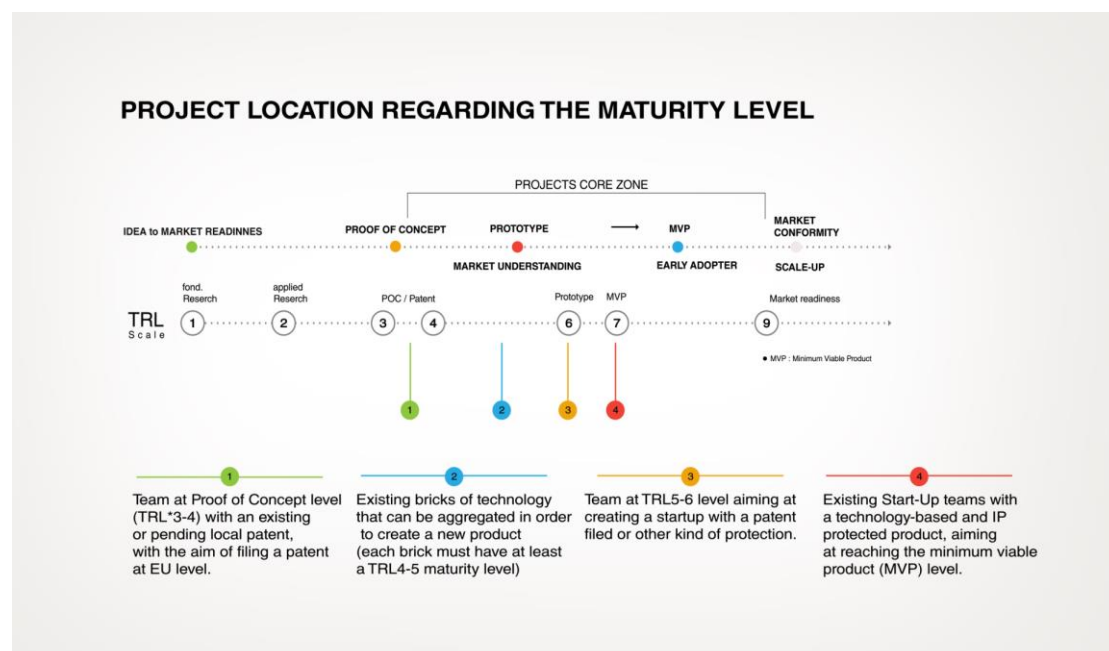 PROJECT LOCATION REGARDING THE MATURITY LEVEL
PROJECTS CORE ZONE
IDEA to MARKET READINNES
PROOF OF CONCEPT
PROTOTYPE
MVP
MARKET
CONFORMITY
MARKET UNDERSTANDING
EARLY ADOPTER
SCALE-UP
fond.
Reserch
applied
Reserch
POC / Patent
Prototype
MVP
Market readiness
TRL
Scale
1
2
3
4
6
7
9
• MVP : Minimum Viable Product
1
2
3
4
1
Team at Proof of Concept level
(TRL*3-4) with an existing
or pending local patent,
with the aim of filing a patent
at EU level.
2
Existing bricks of technology
that can be aggregated in order
to create a new product
(each brick must have at least
a TRL4-5 maturity level)
3
Team at TRL5-6 level aiming at
creating a startup with a patent
filed or other kind of protection.
4
Existing Start-Up teams with
a technology-based and IP
protected product, aiming
at reaching the minimum viable
product (MVP) level.